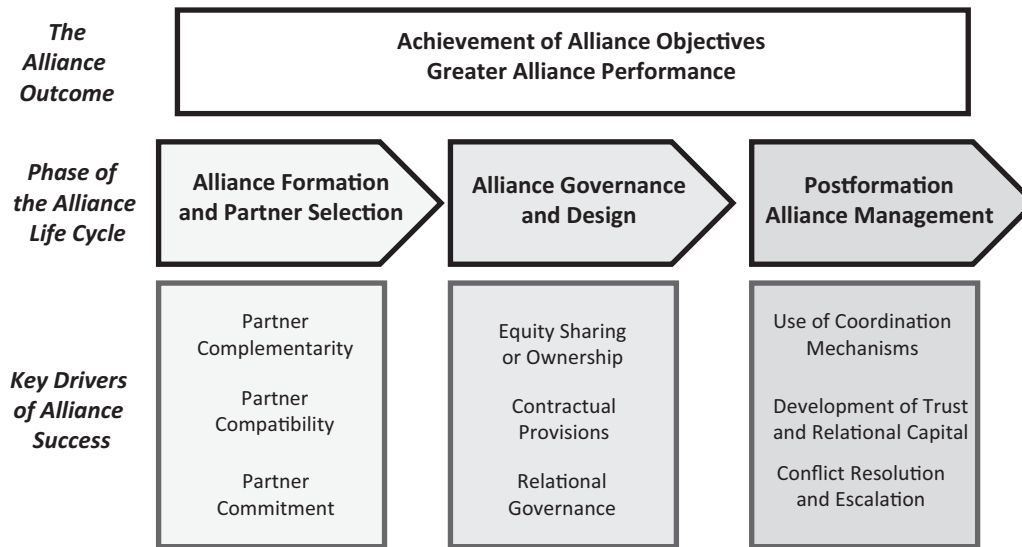 The
Alliance
Outcome
Achievement of Alliance Objectives
Greater Alliance Performance
Phase of
the Alliance
Life Cycle
Alliance Formation
and Partner Selection
Alliance Governance
and Design
Postformation
Alliance Management
Key Drivers
of Alliance
Success
Partner
Complementarity
Partner
Compatibility
Partner
Commitment
Equity Sharing
or Ownership
Contractual
Provisions
Relational
Governance
Use of Coordination
Mechanisms
Development of Trust
and Relational Capital
Conflict Resolution
and Escalation